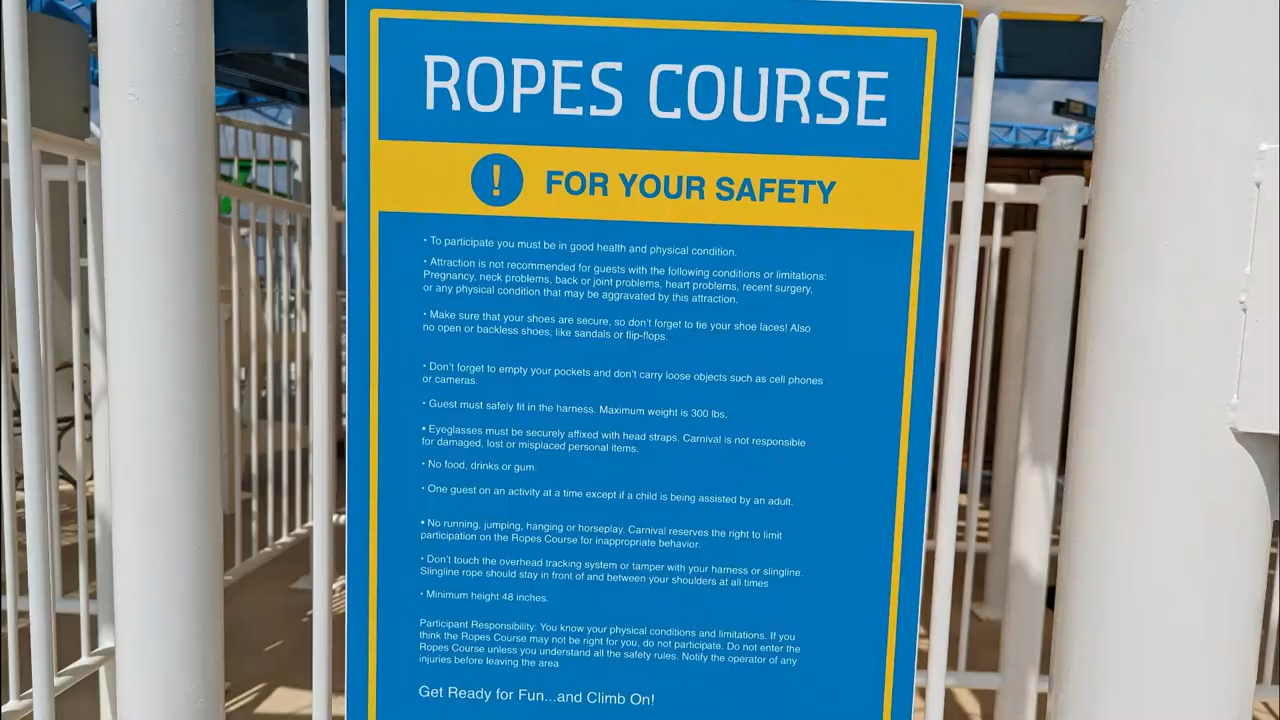 ROPES COURSE
! FOR YOUR SAFETY
• To participate you must be in good health and physical condition.
• Attraction is not recommended for guests with the following conditions or limitations:
Pregnancy, neck problems, back or joint problems, heart problems, recent surgery,
or any physical condition that may be aggravated by this attraction.
• Make sure that your shoes are secure, so don't forget to tie your shoe laces! Also
no open or backless shoes, like sandals or flip-flops.
• Don't forget to empty your pockets and don't carry loose objects such as cell phones
or cameras.
• Guest must safely fit in the harness. Maximum weight is 300 lbs.
• Eyeglasses must be securely affixed with head straps. Carnival is not responsible
for damaged, lost or misplaced personal items.
• No food, drinks or gum.
• One guest on an activity at a time except if a child is being assisted by an adult.
• No running, jumping, hanging or horseplay. Carnival reserves the right to limit
participation on the Ropes Course for inappropriate behavior.
• Don't touch the overhead tracking system or tamper with your harness or slingline.
Slingline rope should stay in front of and between your shoulders at all times
• Minimum height 48 inches.
Participant Responsibility: You know your physical conditions and limitations. If you
think the Ropes Course may not be right for you, do not participate. Do not enter the
Ropes Course unless you understand all the safety rules. Notify the operator of any
injuries before leaving the area
Get Ready for Fun...and Climb On!